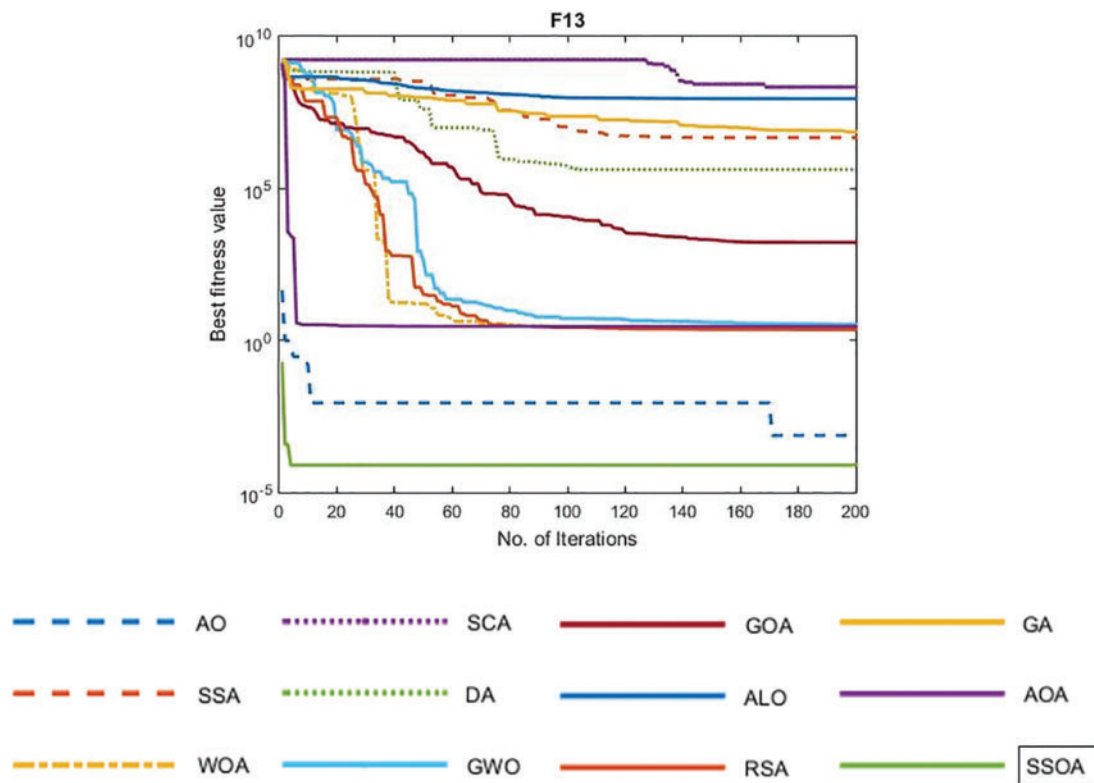 F13
10^10
10^5
10^0
10^-5
Best fitness value
0 20 40 60 80 100 120 140 160 180 200
No. of Iterations
AO SCA GOA GA
SSA DA ALO AOA
WOA GWO RSA SSOA